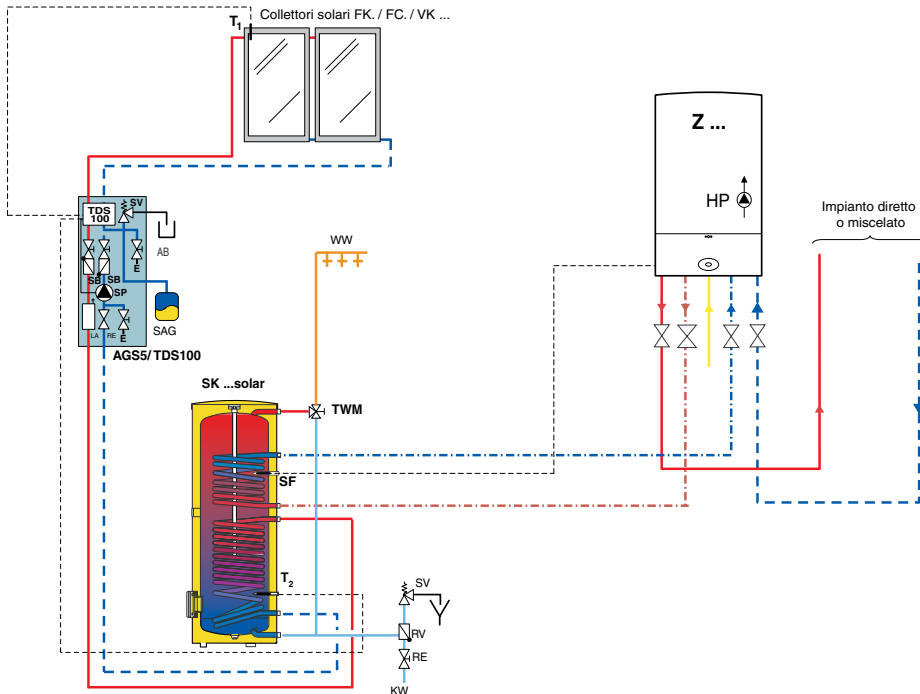 Collettori solari FK. / FC. / VK ...
T1
Z ...
HP
Impianto diretto
o miscelato
TDS
100
SV
AB
E
SB
SB
SP
SAG
LA
RE
E
AGS5/ TDS100
WW
SK ...solar
TWM
SF
T2
SV
RV
RE
KW